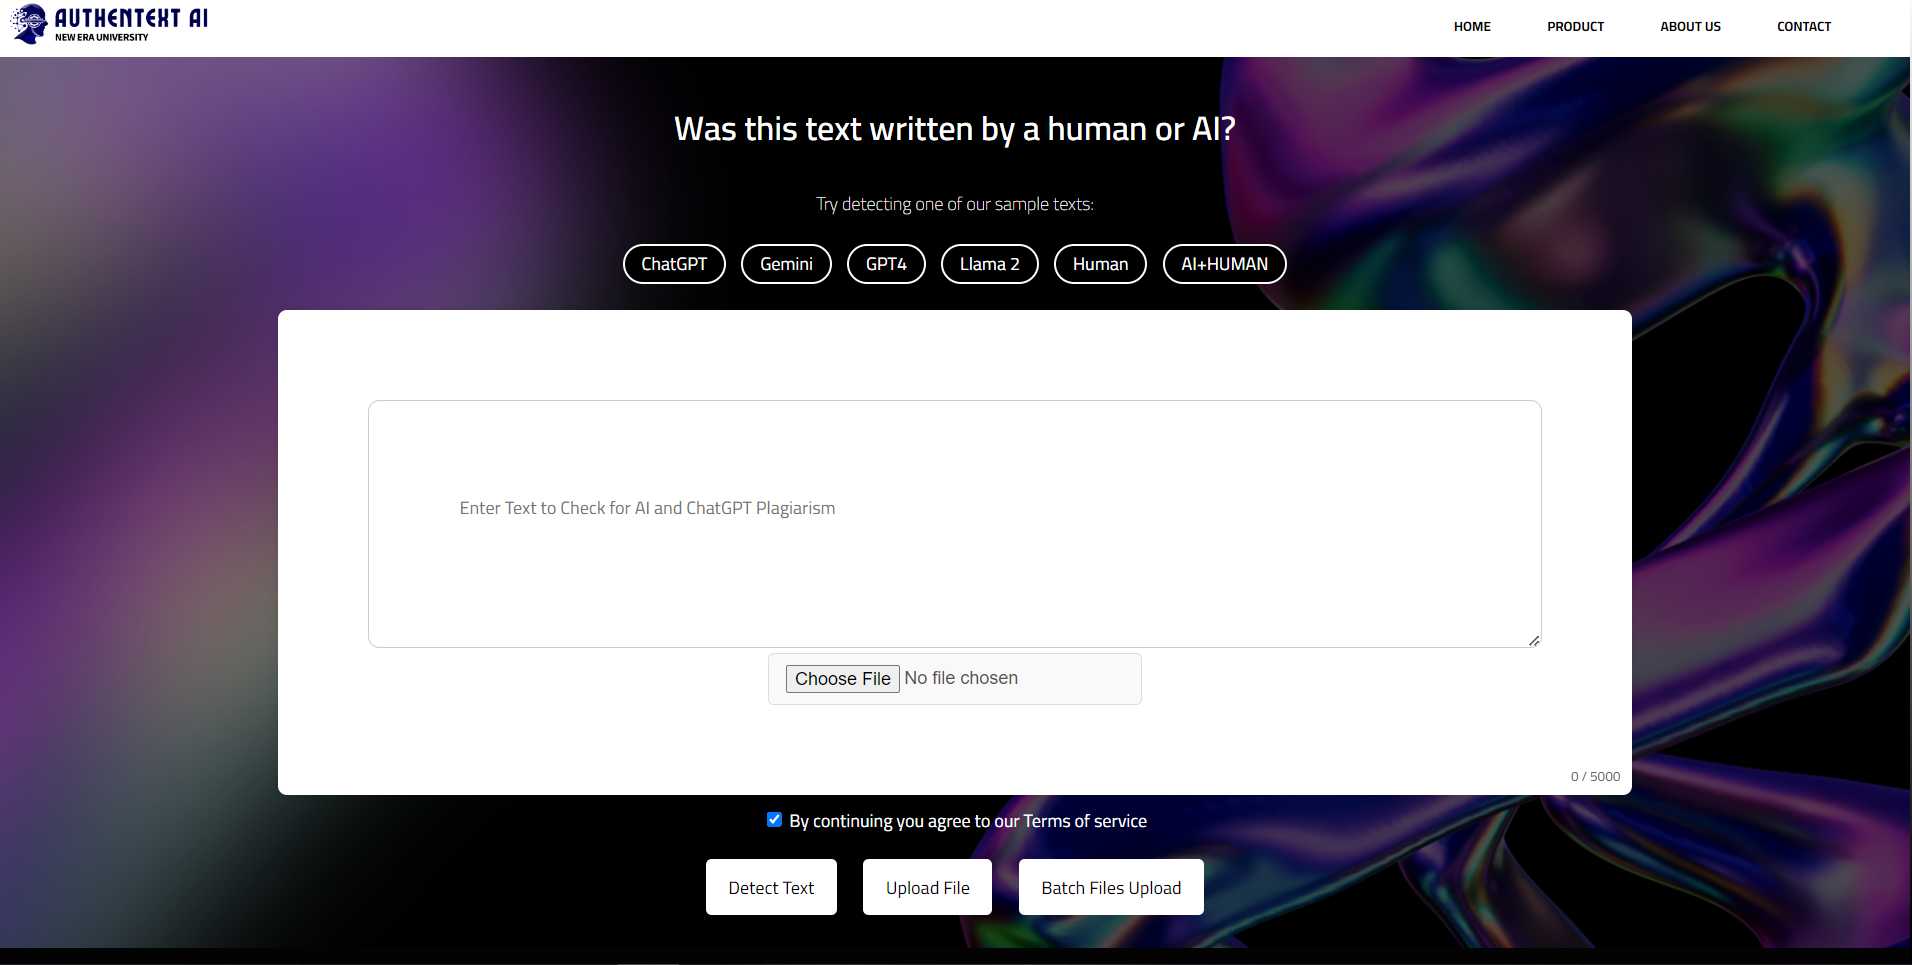 AUTHENTEXT AI
NEW ERA UNIVERSITY
HOME PRODUCT ABOUT US CONTACT
Was this text written by a human or AI?
Try detecting one of our sample texts:
ChatGPT Gemini GPT4 Llama 2 Human AI+HUMAN
Enter Text to Check for AI and ChatGPT Plagiarism
Choose File No file chosen
0 / 5000
By continuing you agree to our Terms of service
Detect Text Upload File Batch Files Upload